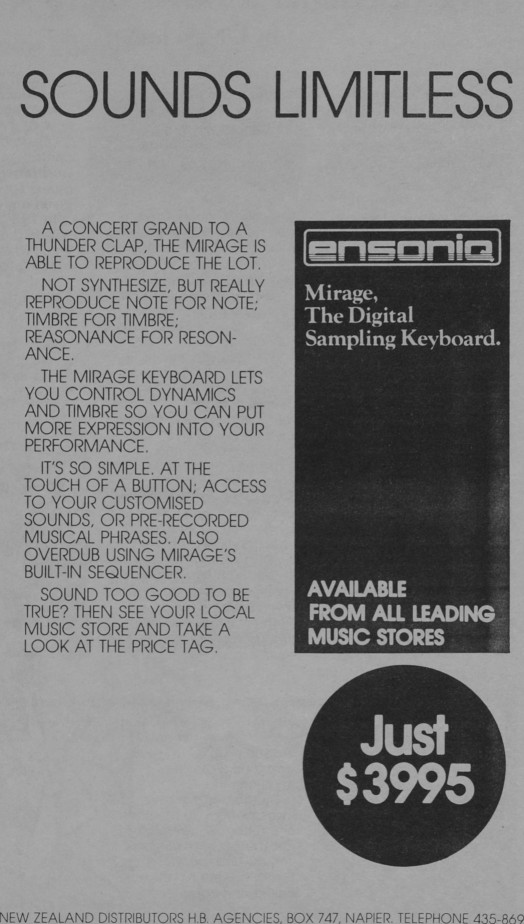 SOUNDS LIMITLESS
A CONCERT GRAND TO A
THUNDER CLAP, THE MIRAGE IS
ABLE TO REPRODUCE THE LOT.
NOT SYNTHESIZE, BUT REALLY
REPRODUCE NOTE FOR NOTE;
TIMBRE FOR TIMBRE;
REASONANCE FOR RESON-
ANCE.
THE MIRAGE KEYBOARD LETS
YOU CONTROL DYNAMICS
AND TIMBRE SO YOU CAN PUT
MORE EXPRESSION INTO YOUR
PERFORMANCE.
IT'S SO SIMPLE. AT THE
TOUCH OF A BUTTON; ACCESS
TO YOUR CUSTOMISED
SOUNDS, OR PRE-RECORDED
MUSICAL PHRASES. ALSO
OVERDUB USING MIRAGE'S
BUILT-IN SEQUENCER.
SOUND TOO GOOD TO BE
TRUE? THEN SEE YOUR LOCAL
MUSIC STORE AND TAKE A
LOOK AT THE PRICE TAG.
ensoniq
Mirage,
The Digital
Sampling Keyboard.
AVAILABLE
FROM ALL LEADING
MUSIC STORES
Just
$3995
NEW ZEALAND DISTRIBUTORS H.B. AGENCIES, BOX 747, NAPIER. TELEPHONE 435-869